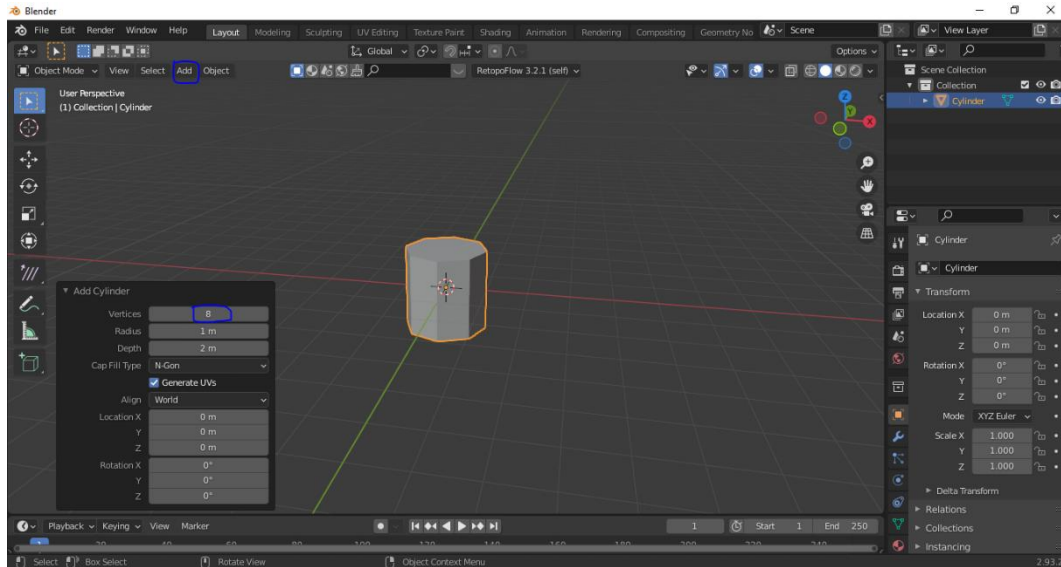 Blender
File Edit Render Window Help Layout Modeling Sculpting UV Editing Texture Paint Shading Animation Rendering Compositing Geometry No Scene View Layer
Global Options
Object Mode View Select Add Object RetopoFlow 3.2.1 (self)
User Perspective
(1) Collection | Cylinder
Z
Y
X
Add Cylinder
Vertices 8
Radius 1 m
Depth 2 m
Cap Fill Type N-Gon
Generate UVs
Align World
Location X 0 m
Y 0 m
Z 0 m
Rotation X 0°
Y 0°
Z 0°
Scene Collection
Collection
Cylinder
Cylinder
Cylinder
Transform
Location X 0 m
Y 0 m
Z 0 m
Rotation X 0°
Y 0°
Z 0°
Mode XYZ Euler
Scale X 1.000
Y 1.000
Z 1.000
Delta Transform
Relations
Collections
Instancing
Playback Keying View Marker 1 Start 1 End 250
Select Box Select Rotate View Object Context Menu